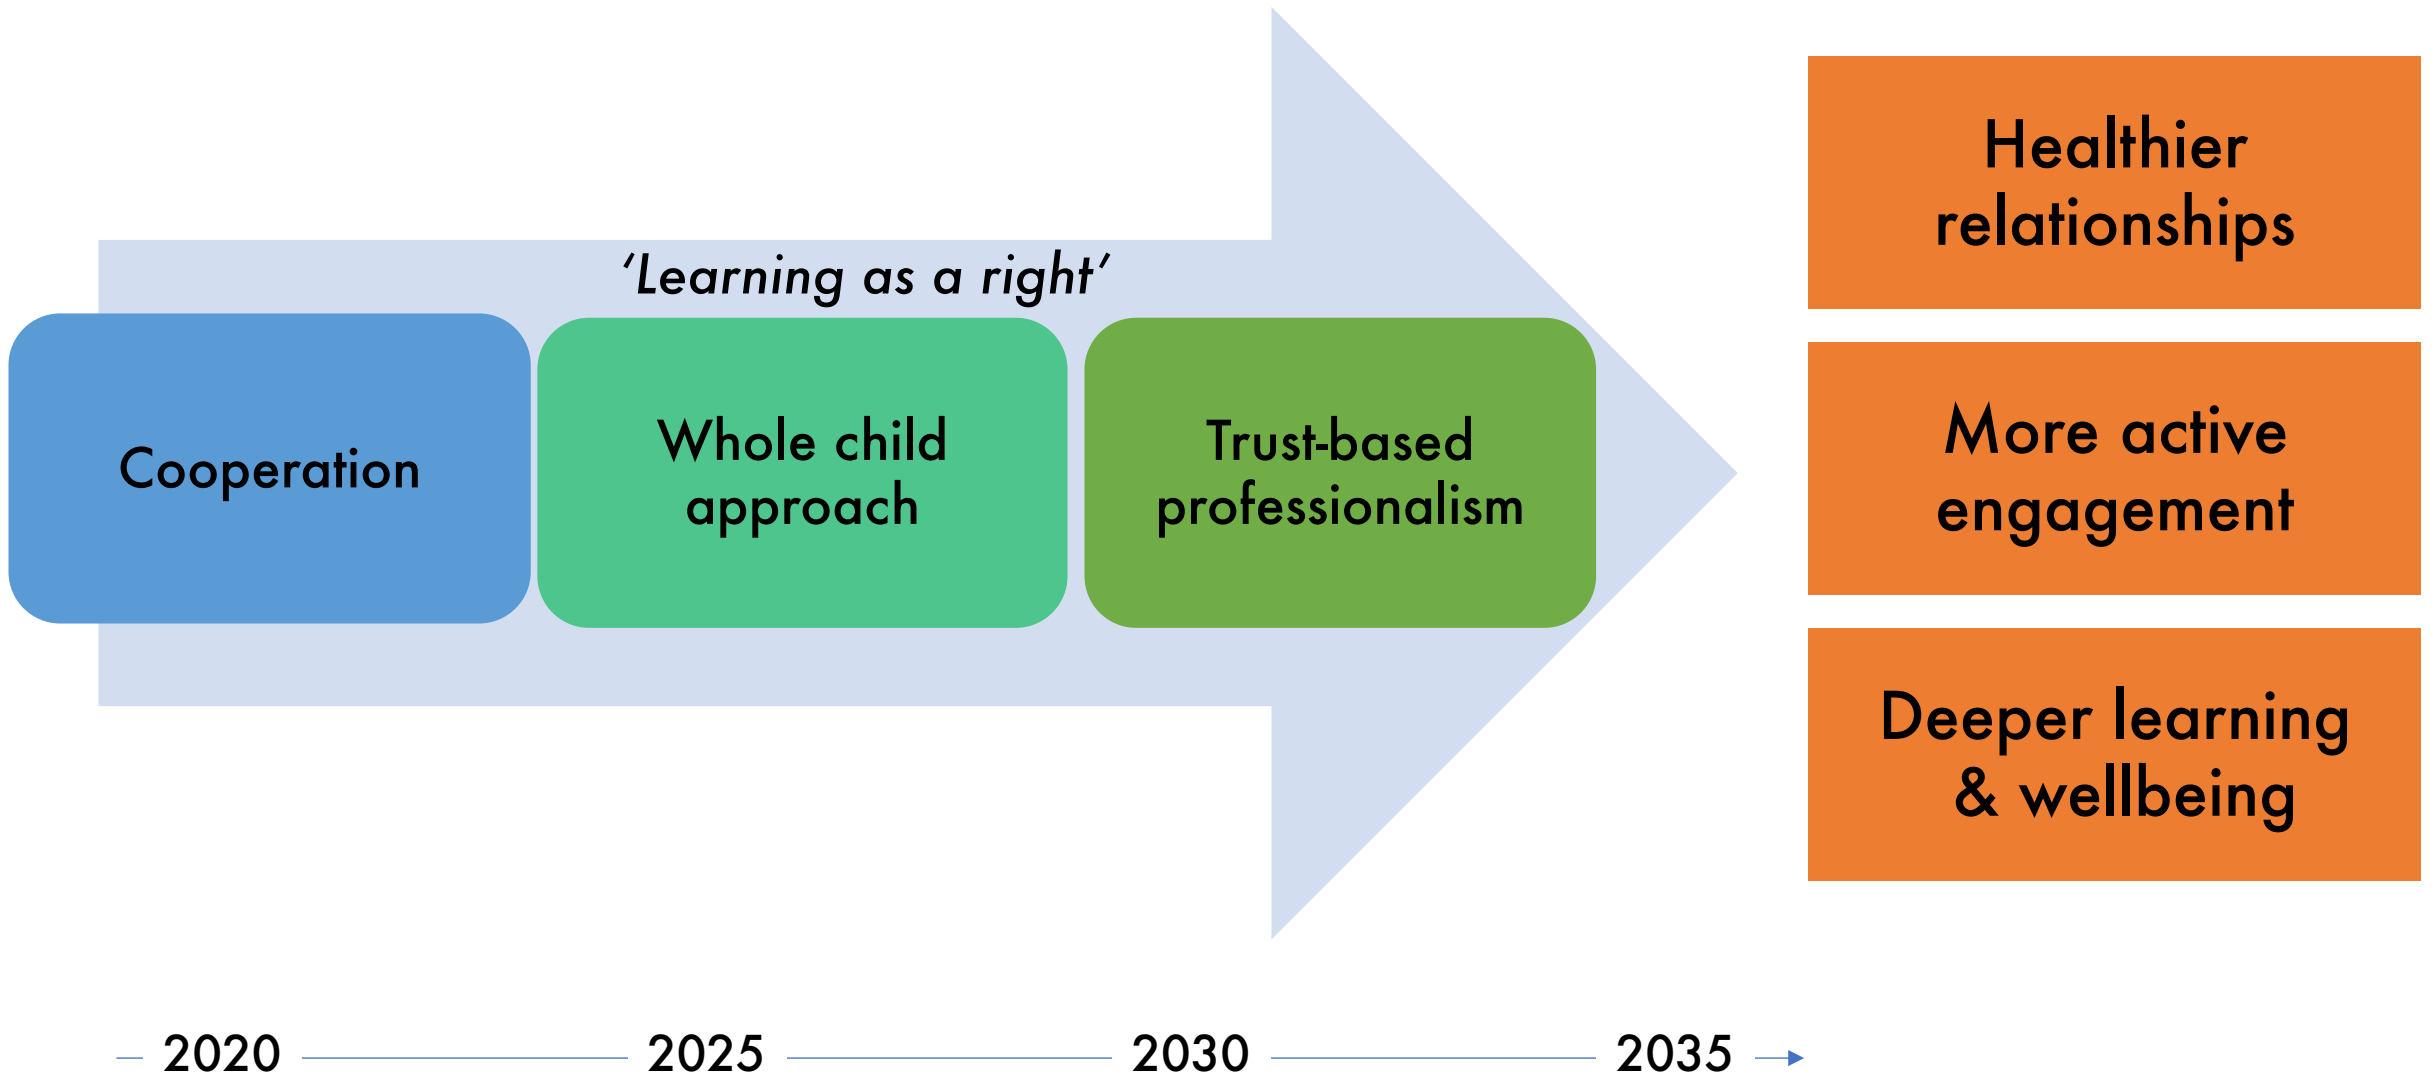 ‘Learning as a right’
Cooperation
Whole child
approach
Trust-based
professionalism
Healthier
relationships
More active
engagement
Deeper learning
& wellbeing
2020
2025
2030
2035